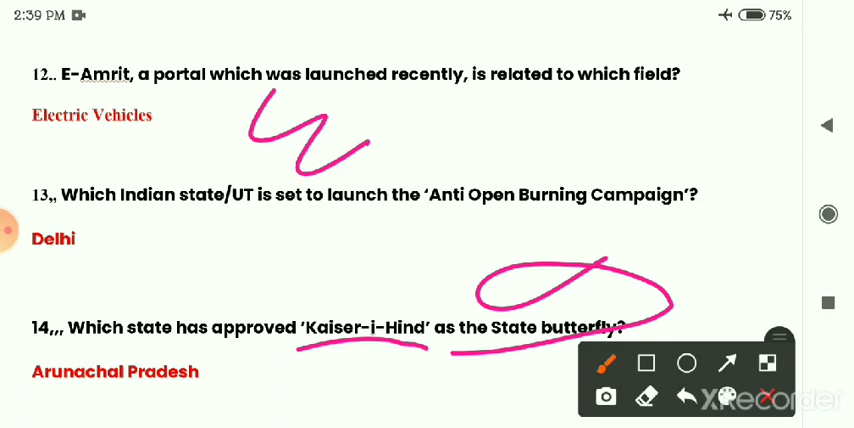 2:39 PM
75%
12.. E-Amrit, a portal which was launched recently, is related to which field?
Electric Vehicles
13,, Which Indian state/UT is set to launch the ‘Anti Open Burning Campaign’?
Delhi
14,,, Which state has approved ‘Kaiser-i-Hind’ as the State butterfly?
Arunachal Pradesh
XRecorder